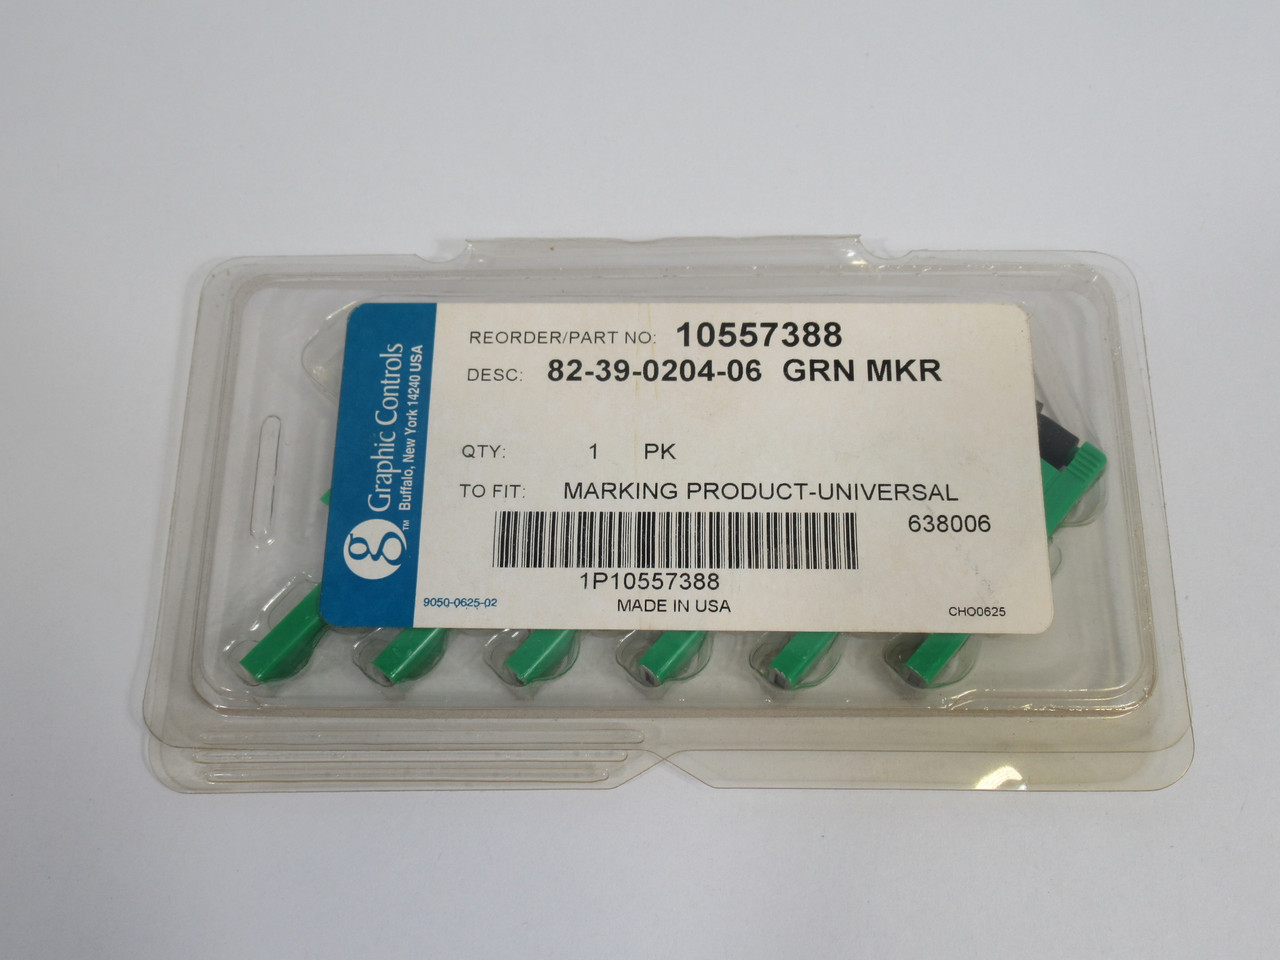 REORDER/PART NO: 10557388
DESC: 82-39-0204-06 GRN MKR
QTY: 1 PK
TO FIT: MARKING PRODUCT-UNIVERSAL
638006
1P10557388
MADE IN USA
9050-0625-02
CHO0625
g
TM
Graphic Controls
Buffalo, New York 14240 USA